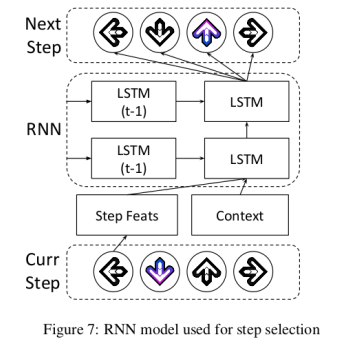 Next
Step
LSTM
(t-1)
LSTM
RNN
LSTM
(t-1)
LSTM
Step Feats
Context
Curr
Step
Figure 7: RNN model used for step selection